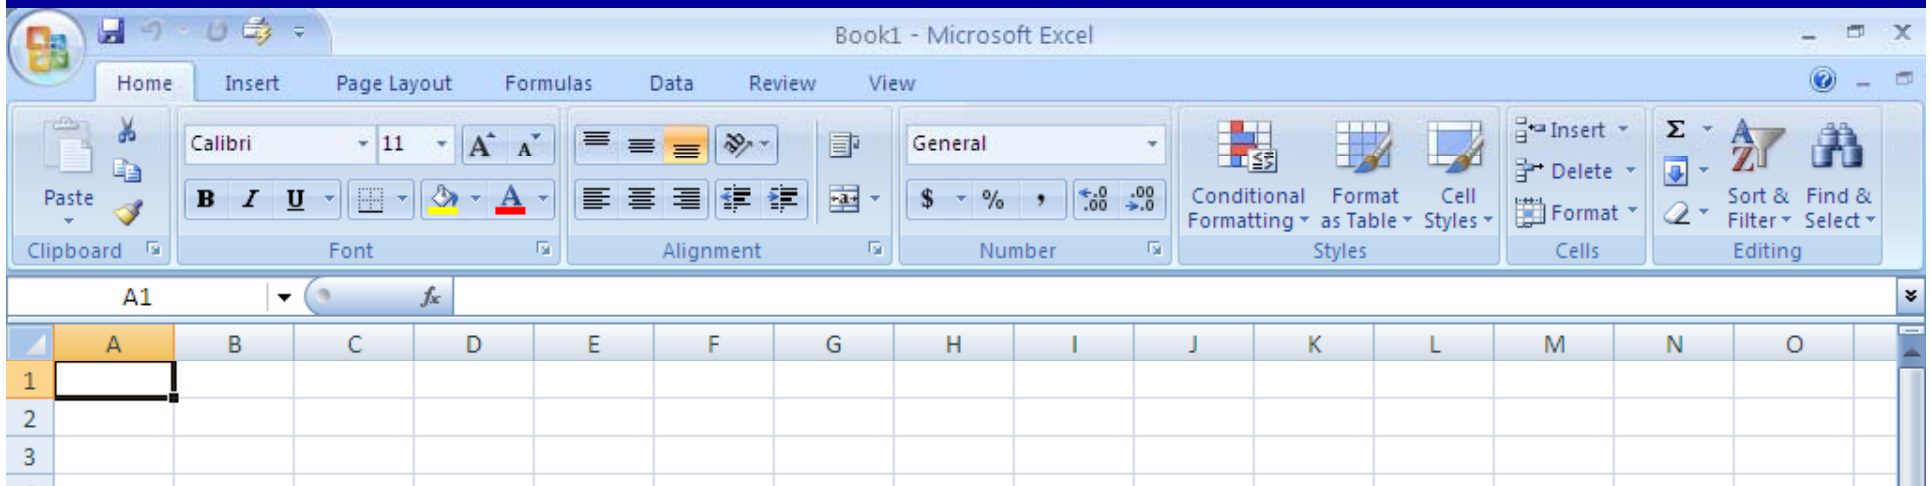 Book1 - Microsoft Excel
Home Insert Page Layout Formulas Data Review View
Calibri 11 A A General Insert
Delete
Paste B I U A a $ % , .0 .00 .00 .0 Conditional Formatting Format as Table Cell Styles Format Σ A Z Sort & Filter Find & Select
Clipboard Font Alignment Number Styles Cells Editing
A1 fx
A B C D E F G H I J K L M N O
1
2
3